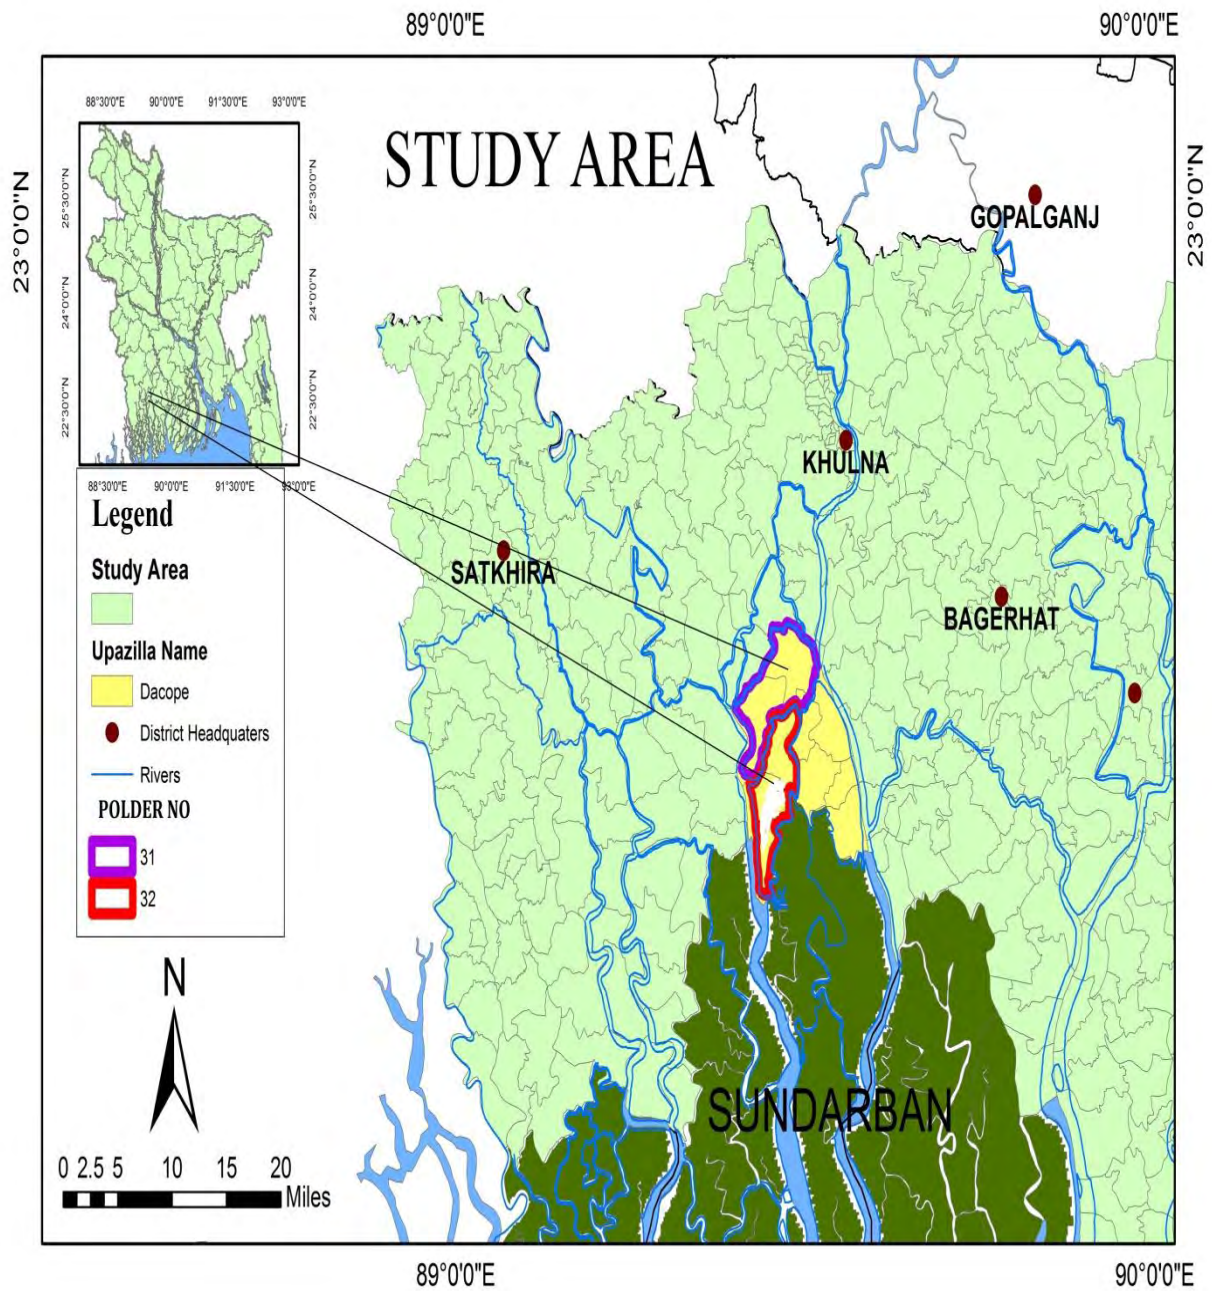 89°0'0"E 90°0'0"E
88°30'0"E 90°0'0"E 91°30'0"E 93°0'0"E
STUDY AREA
23°0'0"N 23°0'0"N
25°30'0"N 25°30'0"N
24°0'0"N 24°0'0"N
22°30'0"N 22°30'0"N
GOPALGANJ
KHULNA
88°30'0"E 90°0'0"E 91°30'0"E 93°0'0"E
Legend
Study Area
SATKHIRA
BAGERHAT
Upazilla Name
Dacope
District Headquaters
Rivers
POLDER NO
31
32
N
SUNDARBAN
0 2.5 5 10 15 20
Miles
89°0'0"E 90°0'0"E